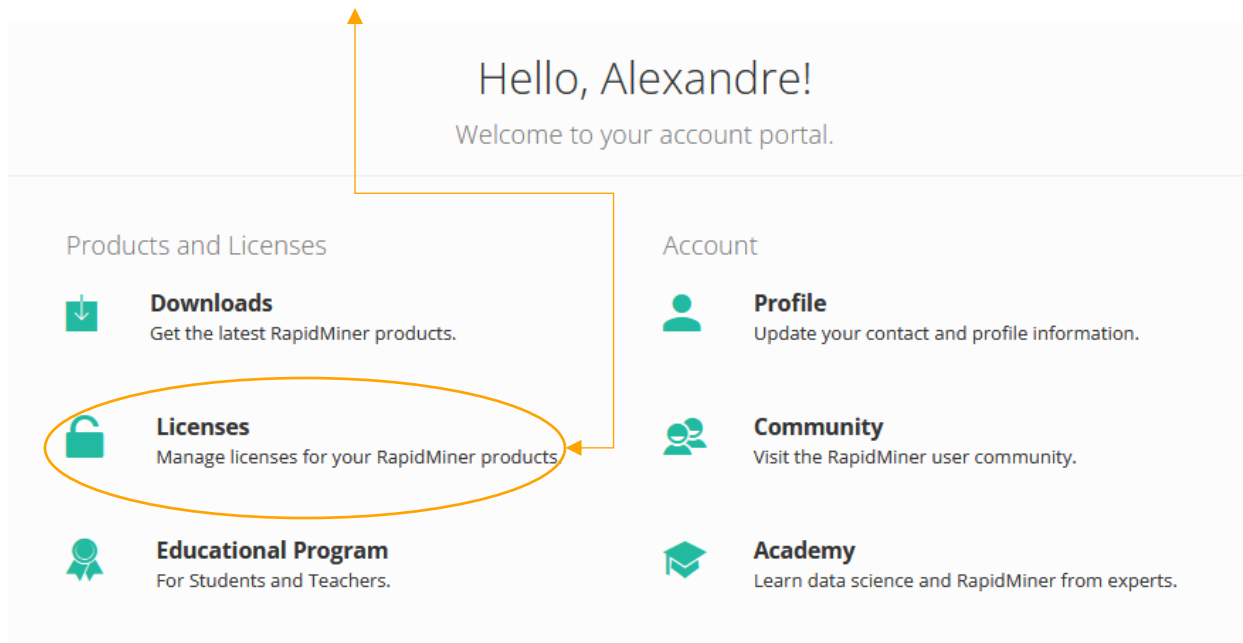 Hello, Alexandre!
Welcome to your account portal.
Products and Licenses
Downloads
Get the latest RapidMiner products.
Licenses
Manage licenses for your RapidMiner products.
Educational Program
For Students and Teachers.
Account
Profile
Update your contact and profile information.
Community
Visit the RapidMiner user community.
Academy
Learn data science and RapidMiner from experts.